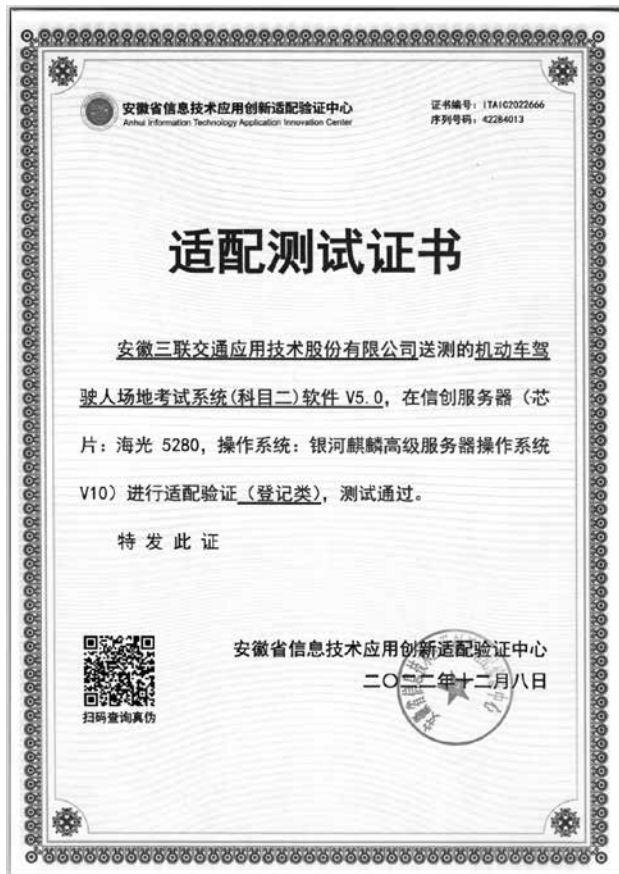 安徽省信息技术应用创新适配验证中心
Anhui Information Technology Application Innovation Center
证书编号：ITAIC2022666
序列号码：42284013
适配测试证书
安徽三联交通应用技术股份有限公司送测的机动车驾
驶人场地考试系统(科目二)软件 V5.0，在信创服务器（芯
片：海光 5280，操作系统：银河麒麟高级服务器操作系统
V10）进行适配验证（登记类），测试通过。
特 发 此 证
安徽省信息技术应用创新适配验证中心
二〇二二年十二月八日
扫码查询真伪